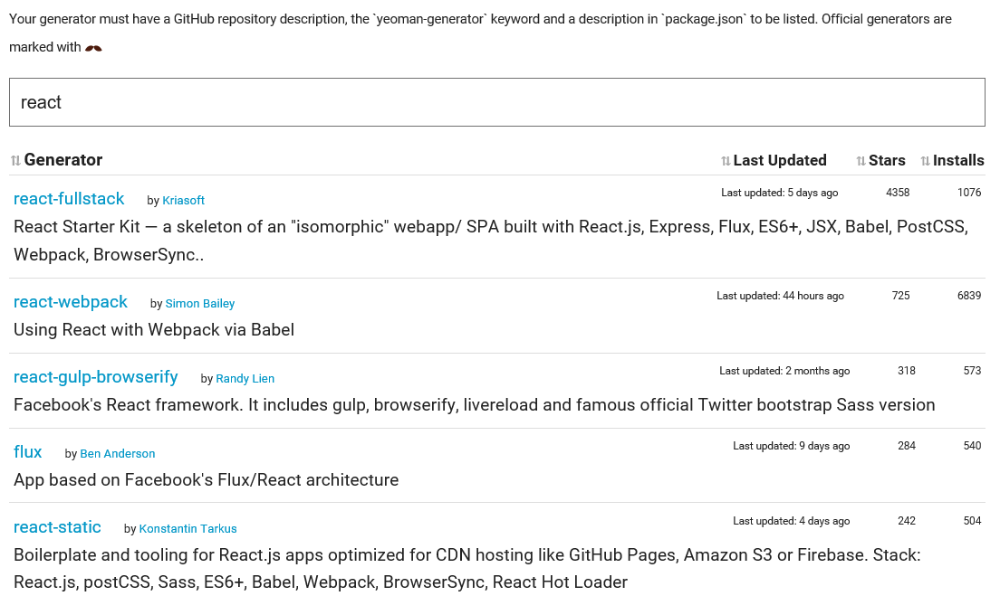 Your generator must have a GitHub repository description, the `yeoman-generator` keyword and a description in `package.json` to be listed. Official generators are
marked with
react
Generator Last Updated Stars Installs
react-fullstack by Kriasoft Last updated: 5 days ago 4358 1076
React Starter Kit — a skeleton of an "isomorphic" webapp/ SPA built with React.js, Express, Flux, ES6+, JSX, Babel, PostCSS,
Webpack, BrowserSync..
react-webpack by Simon Bailey Last updated: 44 hours ago 725 6839
Using React with Webpack via Babel
react-gulp-browserify by Randy Lien Last updated: 2 months ago 318 573
Facebook's React framework. It includes gulp, browserify, livereload and famous official Twitter bootstrap Sass version
flux by Ben Anderson Last updated: 9 days ago 284 540
App based on Facebook's Flux/React architecture
react-static by Konstantin Tarkus Last updated: 4 days ago 242 504
Boilerplate and tooling for React.js apps optimized for CDN hosting like GitHub Pages, Amazon S3 or Firebase. Stack:
React.js, postCSS, Sass, ES6+, Babel, Webpack, BrowserSync, React Hot Loader